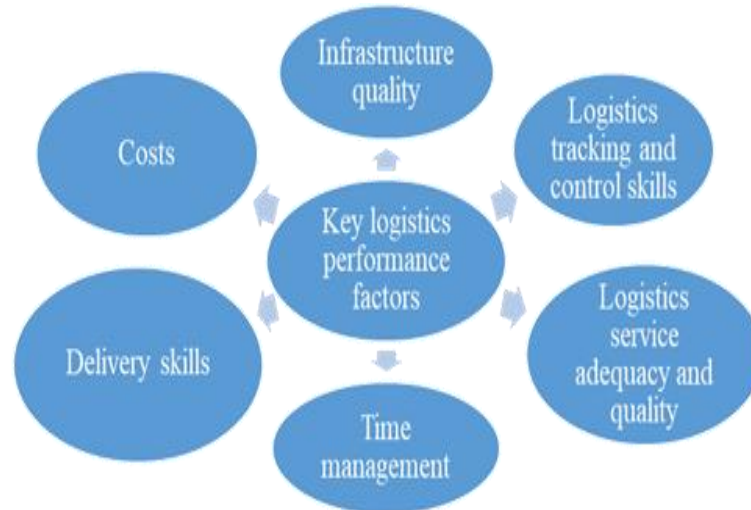 Infrastructure
quality
Costs
Logistics
tracking and
control skills
Key logistics
performance
factors
Delivery skills
Logistics
service
adequacy and
quality
Time
management